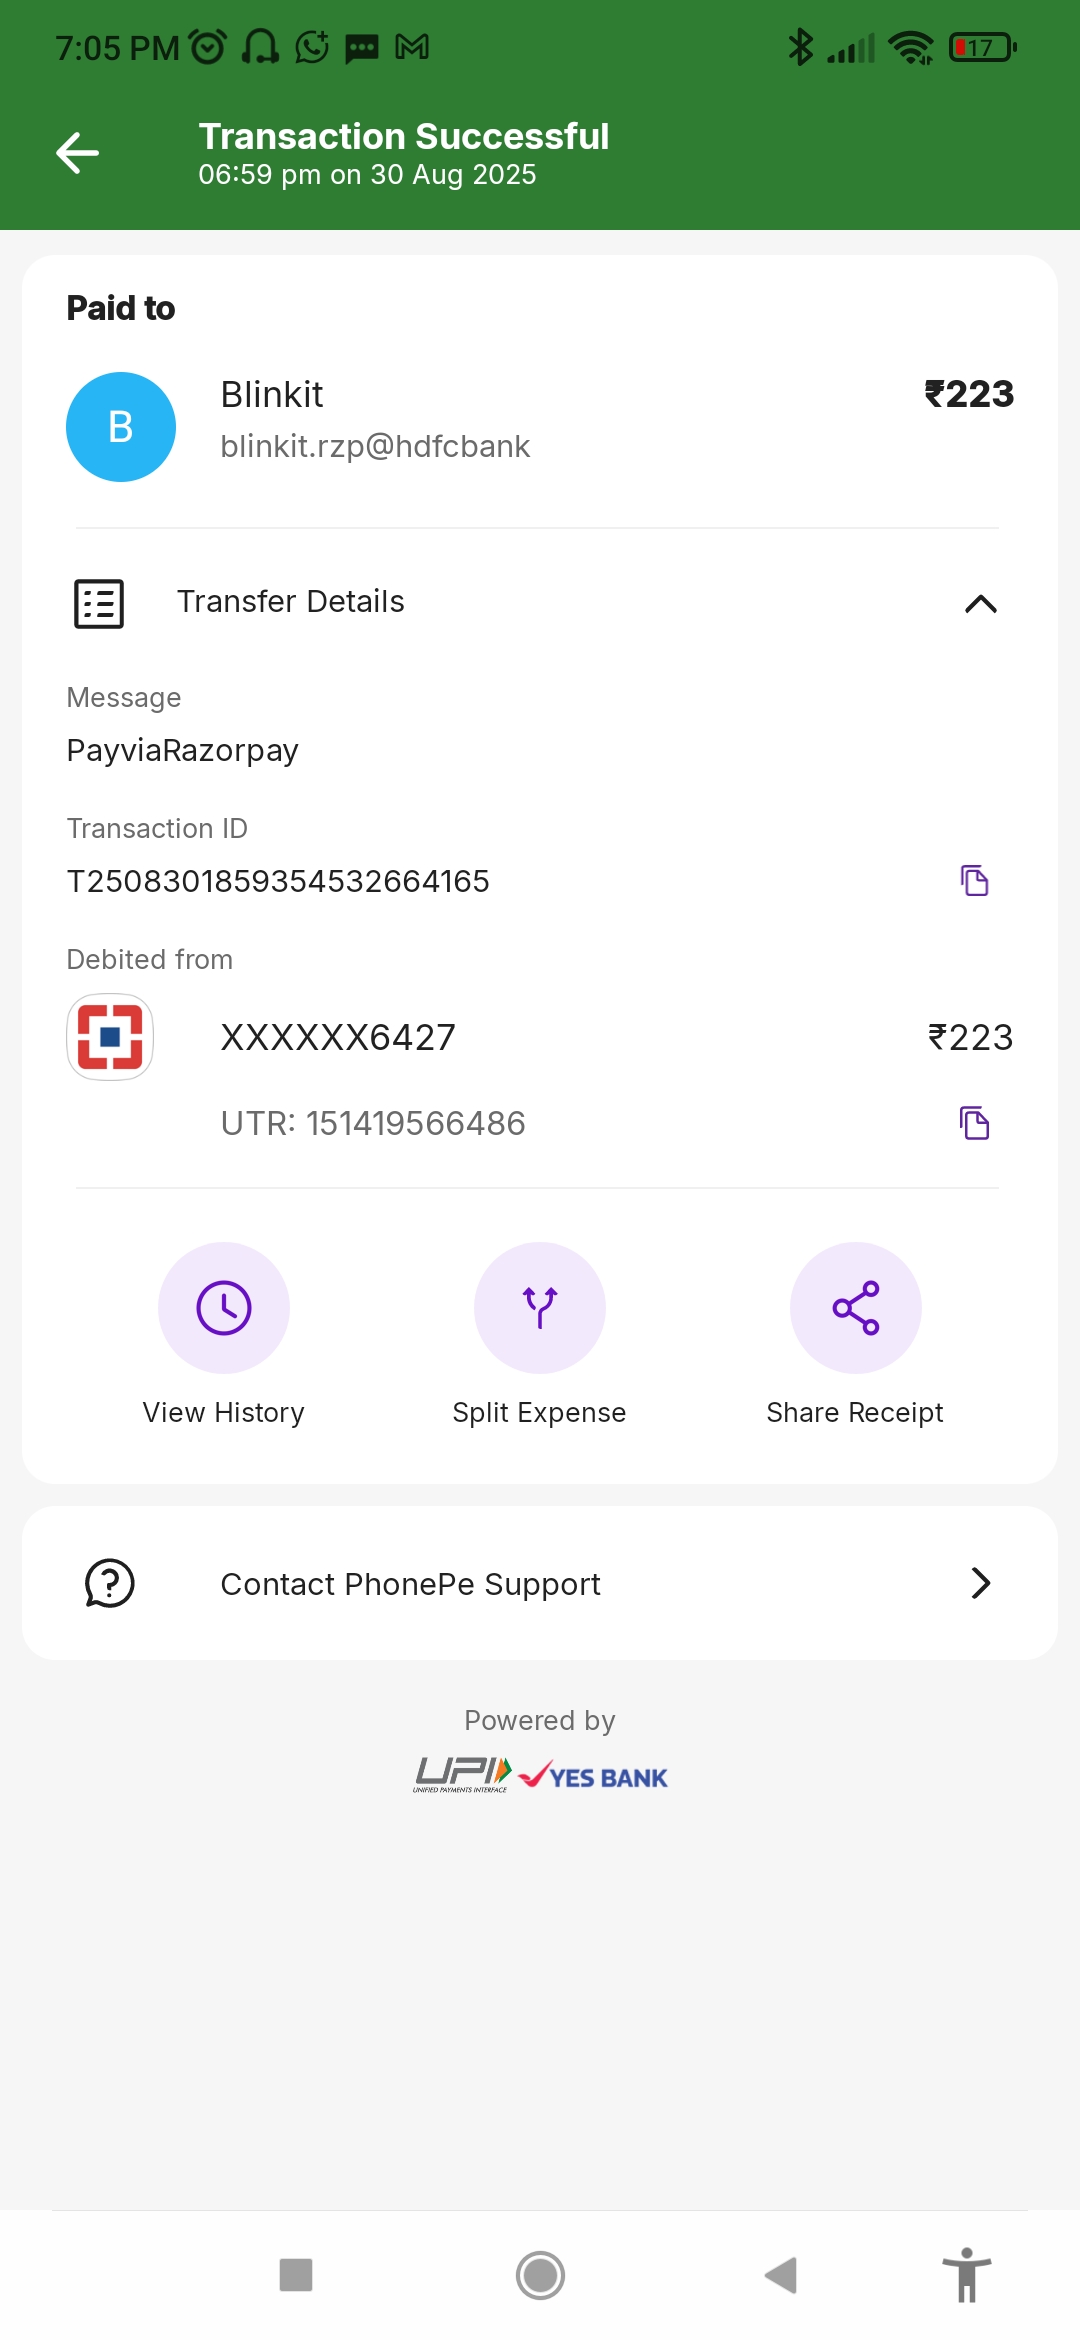 7:05 PM
17
Transaction Successful
06:59 pm on 30 Aug 2025
Paid to
B
Blinkit
₹223
blinkit.rzp@hdfcbank
Transfer Details
Message
PayviaRazorpay
Transaction ID
T2508301859354532664165
Debited from
XXXXXX6427
₹223
UTR: 151419566486
View History
Split Expense
Share Receipt
Contact PhonePe Support
Powered by
UPI
UNIFIED PAYMENTS INTERFACE
YES BANK